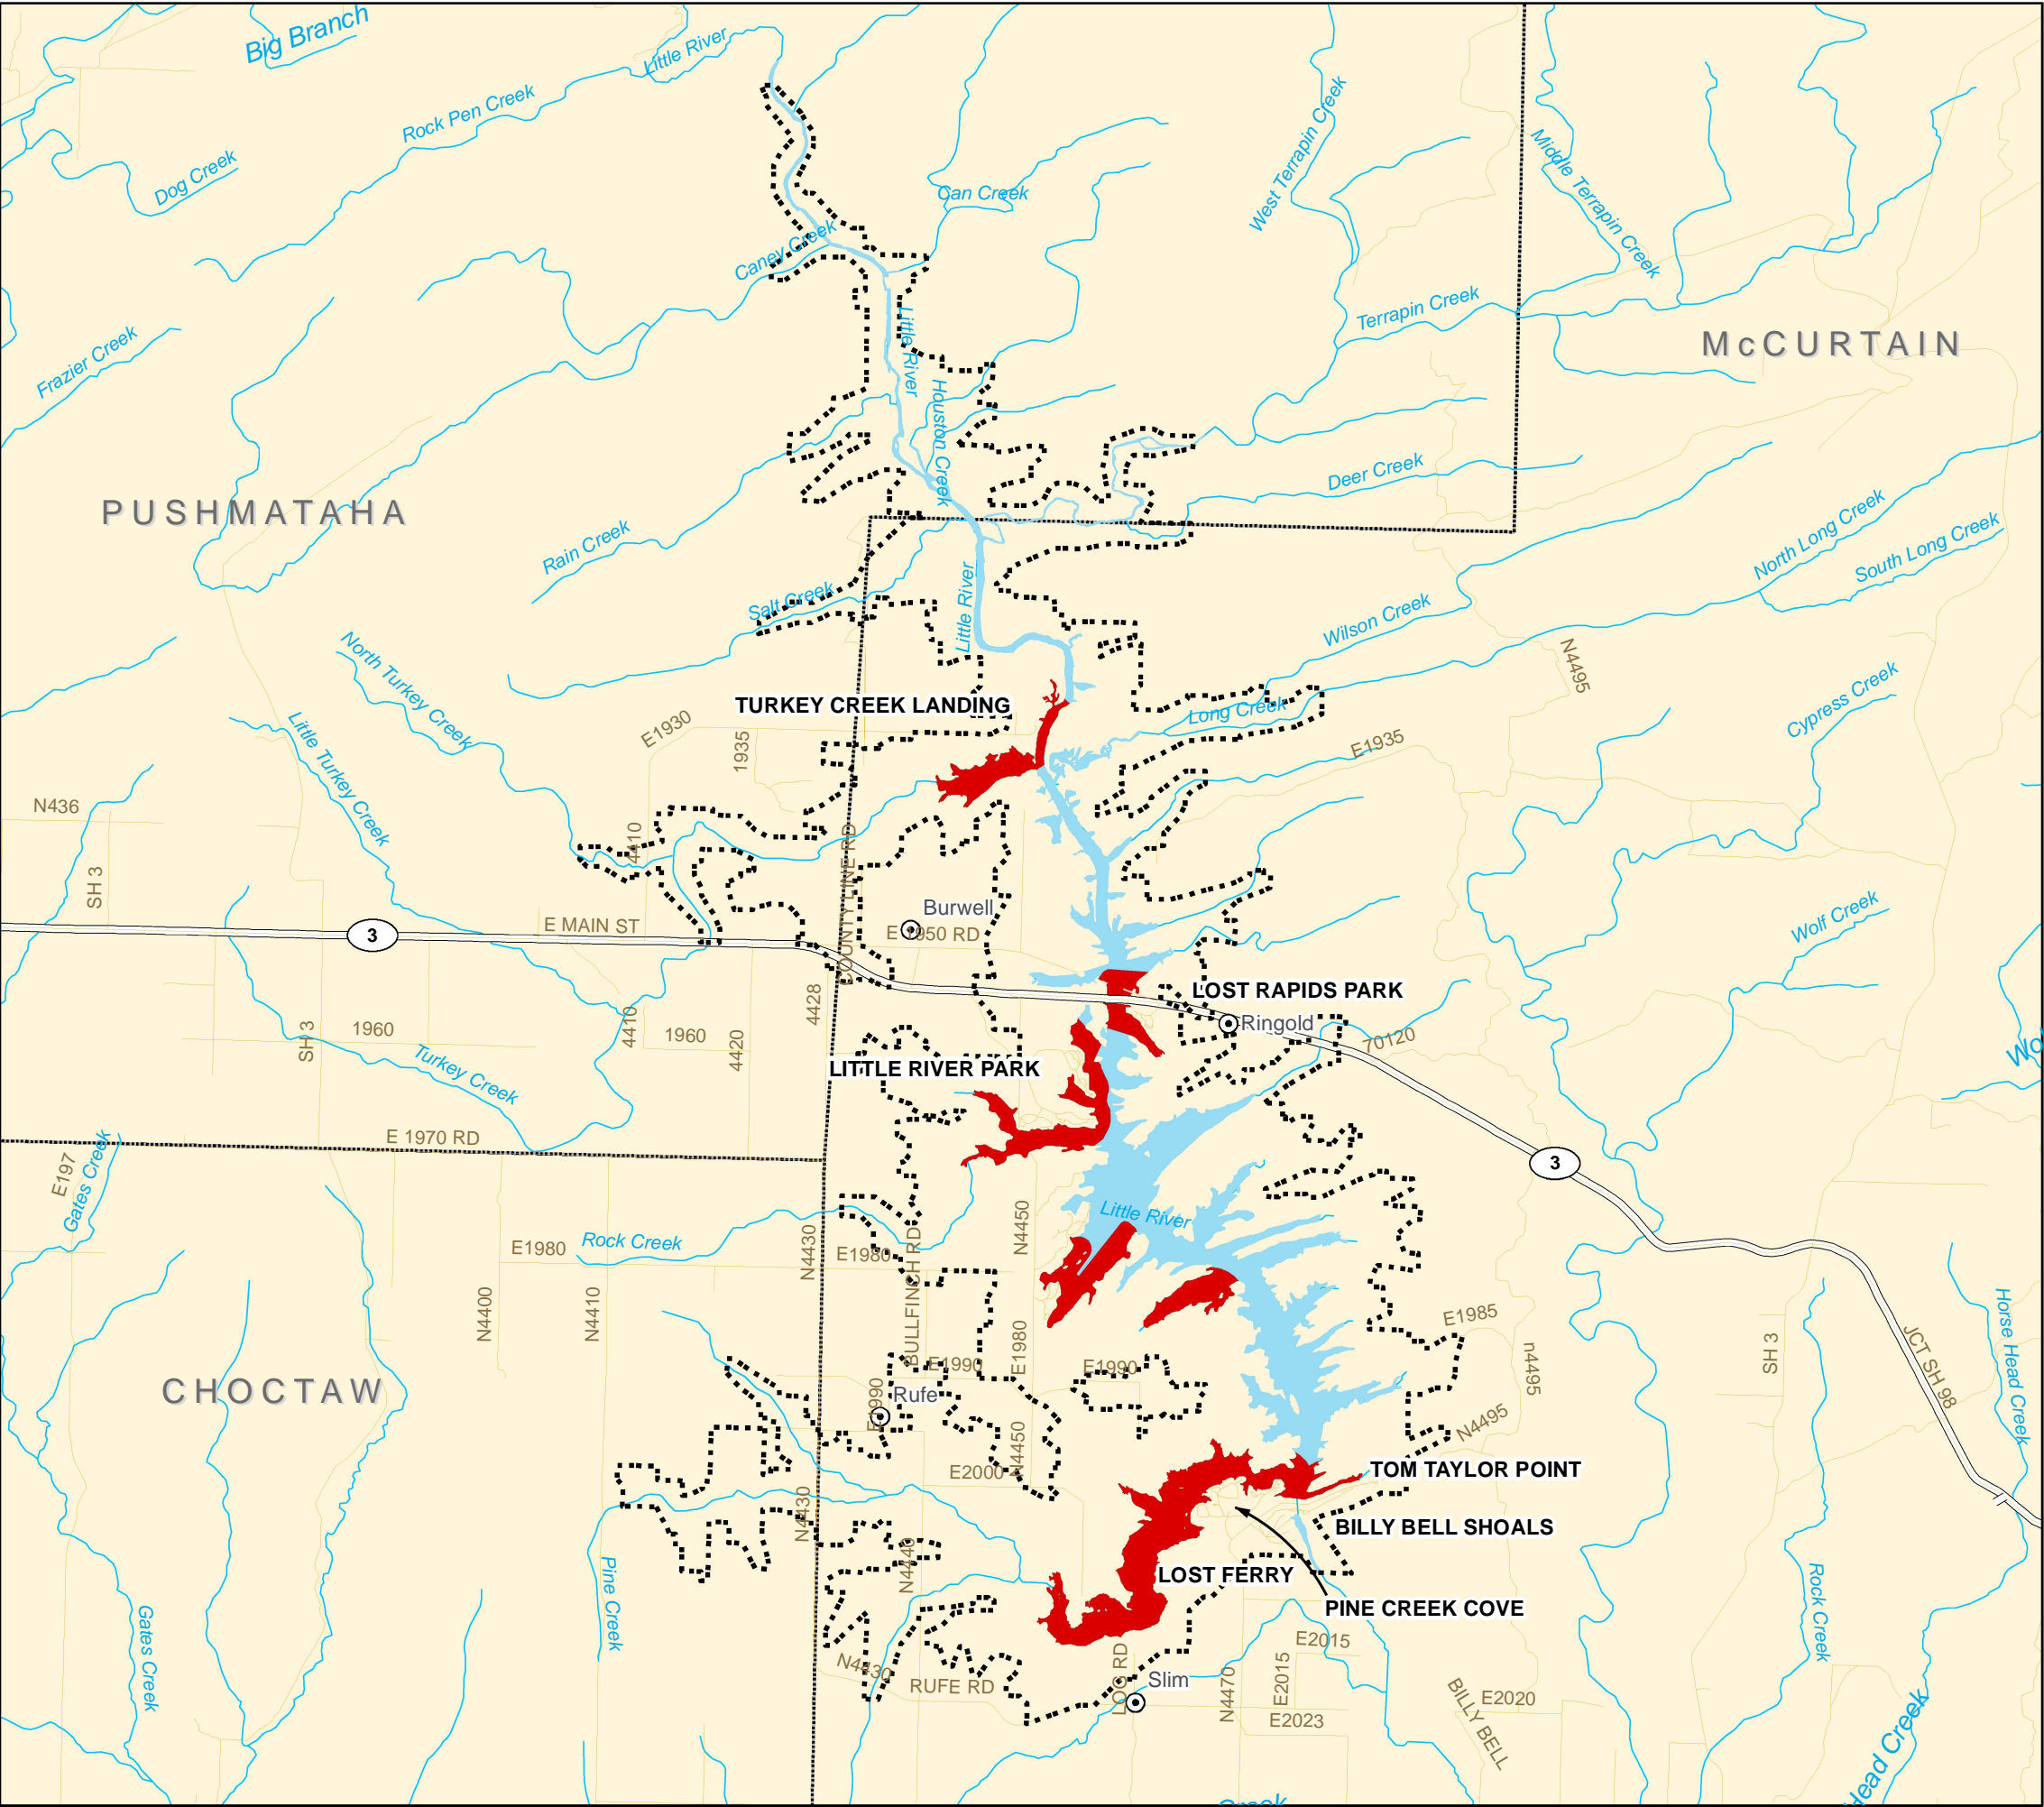 Big Branch
Little River
Rock Pen Creek
Dog Creek
West Terrapin Creek
Middle Terrapin Creek
Can Creek
Caney Creek
Terrapin Creek
Little River
Frazier Creek
McCURTAIN
Houston Creek
Deer Creek
PUSHMATAHA
North Long Creek
South Long Creek
Rain Creek
Salt Creek
Little River
Wilson Creek
North Turkey Creek
N4495
Cypress Creek
TURKEY CREEK LANDING
Long Creek
Little Turkey Creek
E1930
1935
E1935
N436
4410
COUNTY LINE RD
SH 3
Burwell
E 1950 RD
E MAIN ST
3
Wolf Creek
LOST RAPIDS PARK
Ringold
4428
4410
SH 3
1960
1960
4420
70120
Wo
Turkey Creek
LITTLE RIVER PARK
E 1970 RD
E197
Gates Creek
3
Little River
N4450
Rock Creek
E1980
N4430
E1980
BULLFINCH RD
N4400
N4410
E1980
E1985
n4495
SH 3
JCT SH 98
Horse Head Creek
E1990
E1990
CHOCTAW
Rufe
E1990
N4495
N4450
E2000
TOM TAYLOR POINT
N4430
BILLY BELL SHOALS
N4440
LOST FERRY
Pine Creek
PINE CREEK COVE
Rock Creek
Gates Creek
E2015
N4430
RUFE RD
LOG RD
Slim
N4470
E2015
E2020
E2023
BILLY BELL
Head Creek
Creek